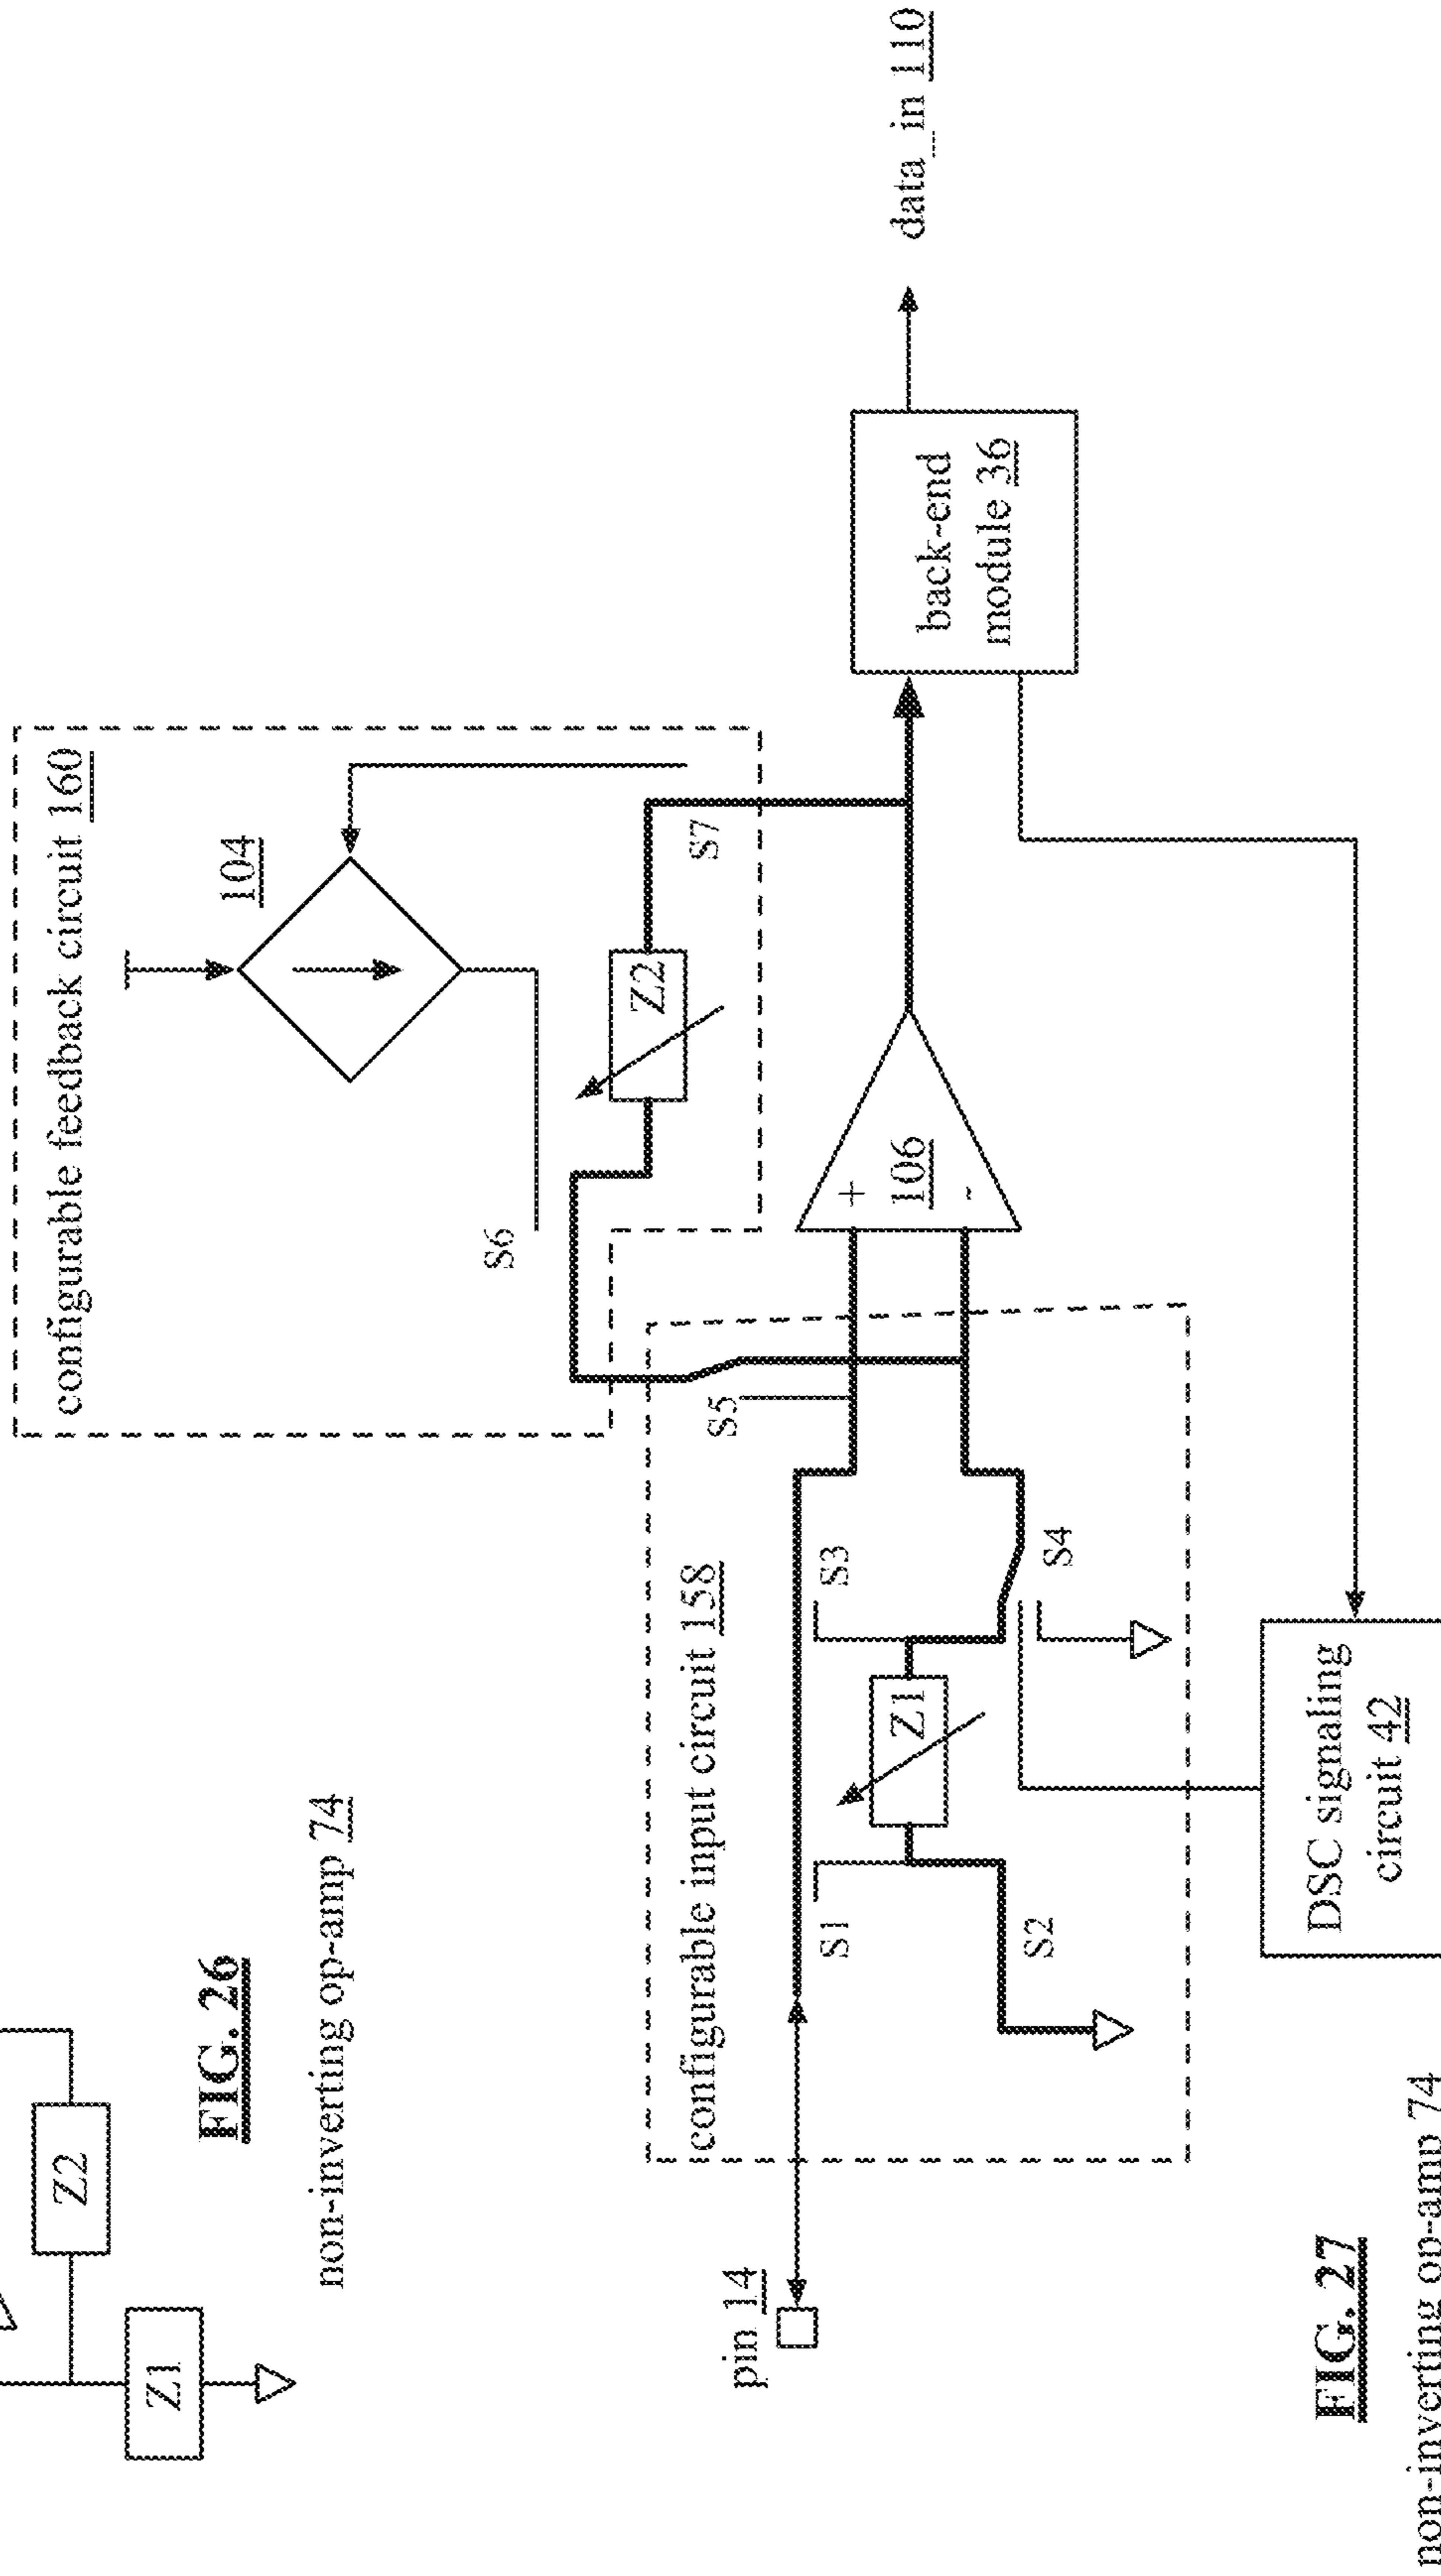 Z2
Z1
FIG. 26
non-inverting op-amp 74
configurable feedback circuit 160
104
S6
Z2
S7
configurable input circuit 158
S5
S3
S1
Z1
S4
S2
+
106
-
pin 14
back-end
module 36
data_in 110
DSC signaling
circuit 42
FIG. 27
non-inverting op-amp 74